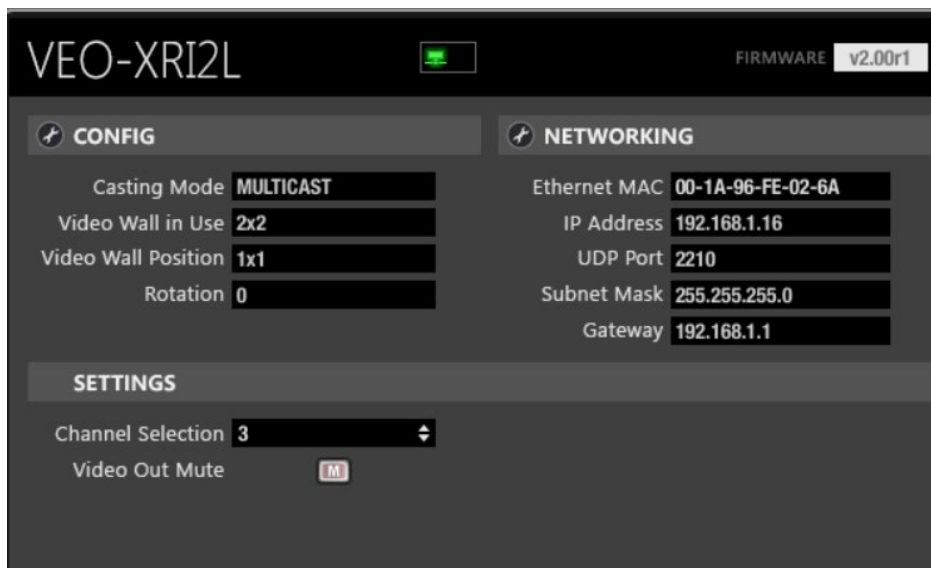 VEO-XRI2L
FIRMWARE v2.00r1
CONFIG
Casting Mode MULTICAST
Video Wall in Use 2x2
Video Wall Position 1x1
Rotation 0
NETWORKING
Ethernet MAC 00-1A-96-FE-02-6A
IP Address 192.168.1.16
UDP Port 2210
Subnet Mask 255.255.255.0
Gateway 192.168.1.1
SETTINGS
Channel Selection 3
Video Out Mute M